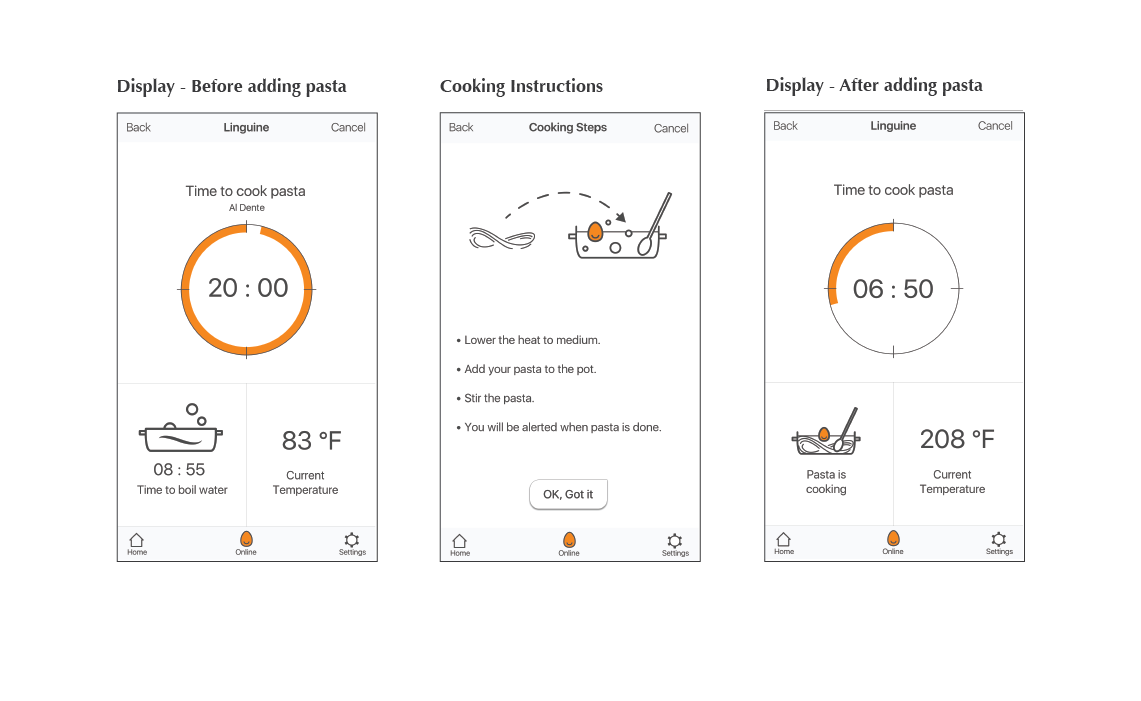 Display - Before adding pasta
Back
Linguine
Cancel
Time to cook pasta
Al Dente
20 : 00
08 : 55
Time to boil water
83 °F
Current
Temperature
Home
Online
Settings
Cooking Instructions
Back
Cooking Steps
Cancel
• Lower the heat to medium.
• Add your pasta to the pot.
• Stir the pasta.
• You will be alerted when pasta is done.
OK, Got it
Home
Online
Settings
Display - After adding pasta
Back
Linguine
Cancel
Time to cook pasta
06 : 50
Pasta is
cooking
208 °F
Current
Temperature
Home
Online
Settings